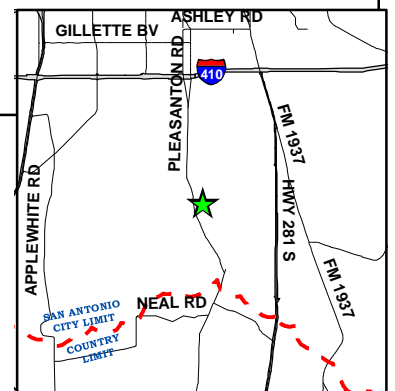 ASHLEY RD
GILLETTE BV
PLEASANTON RD
410
FM 1937
HWY 281 S
APPLEWHITE RD
FM 1937
NEAL RD
SAN ANTONIO
CITY LIMIT
COUNTRY
LIMIT